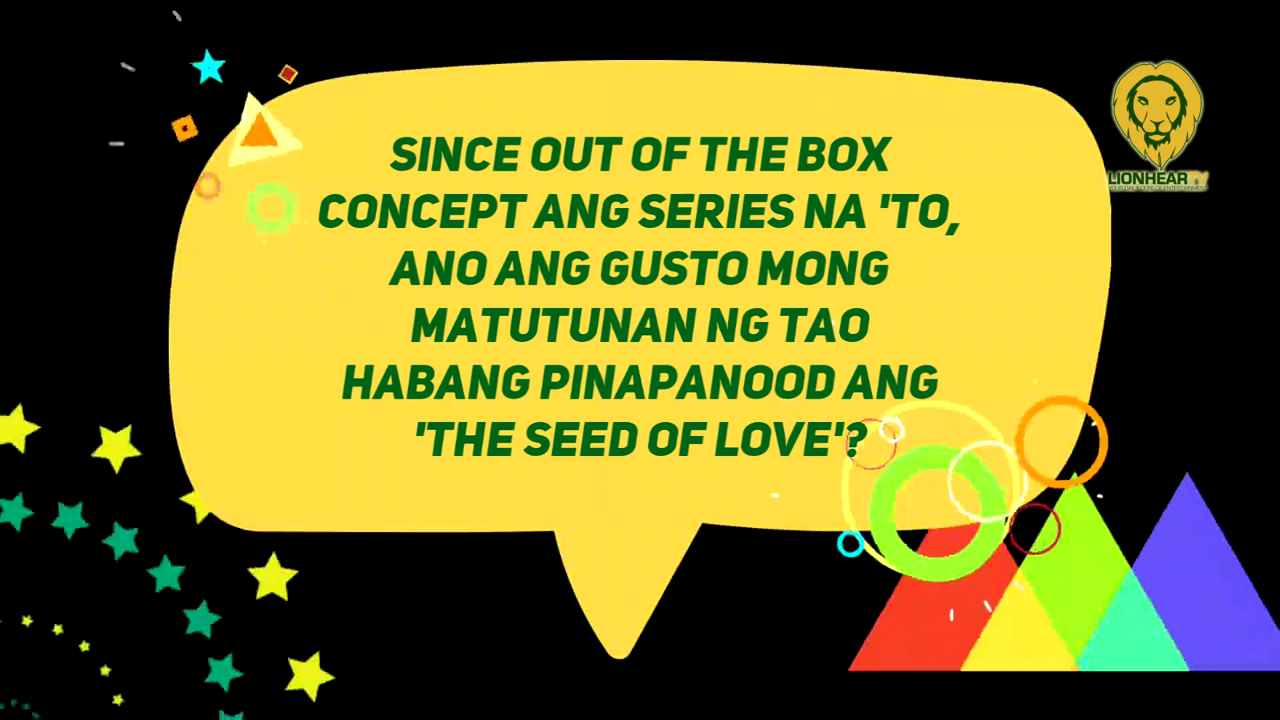 SINCE OUT OF THE BOX
CONCEPT ANG SERIES NA 'TO,
ANO ANG GUSTO MONG
MATUTUNAN NG TAO
HABANG PINAPANOOD ANG
'THE SEED OF LOVE'?
LIONHEARTV